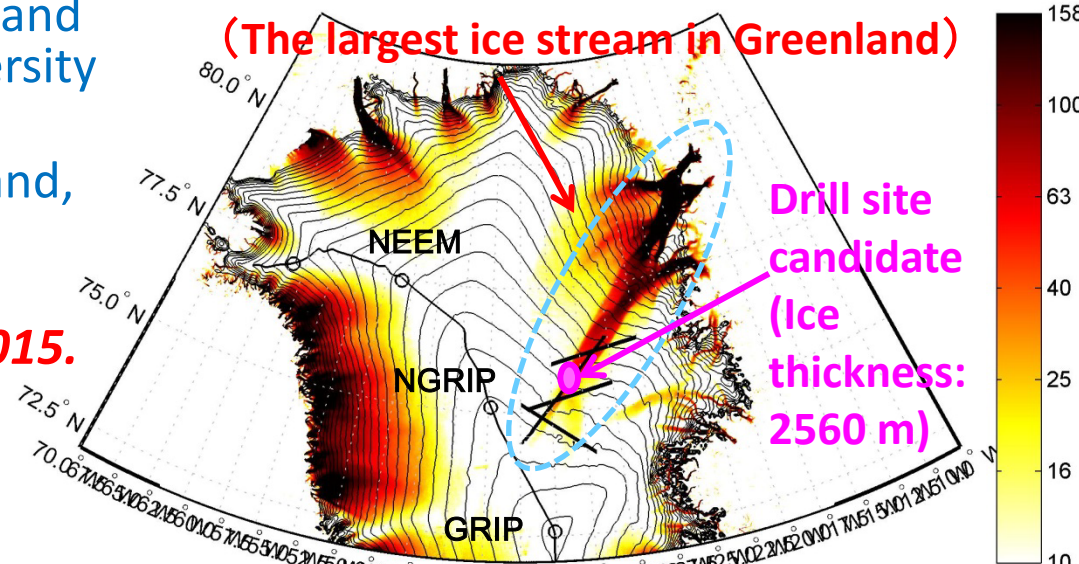 and
ersity
and,
015.
（The largest ice stream in Greenland）
80.0° N
77.5° N
75.0° N
72.5° N
70.0
NEEM
NGRIP
GRIP
Drill site
candidate
(Ice
thickness:
2560 m)
158
100
63
40
25
16
10